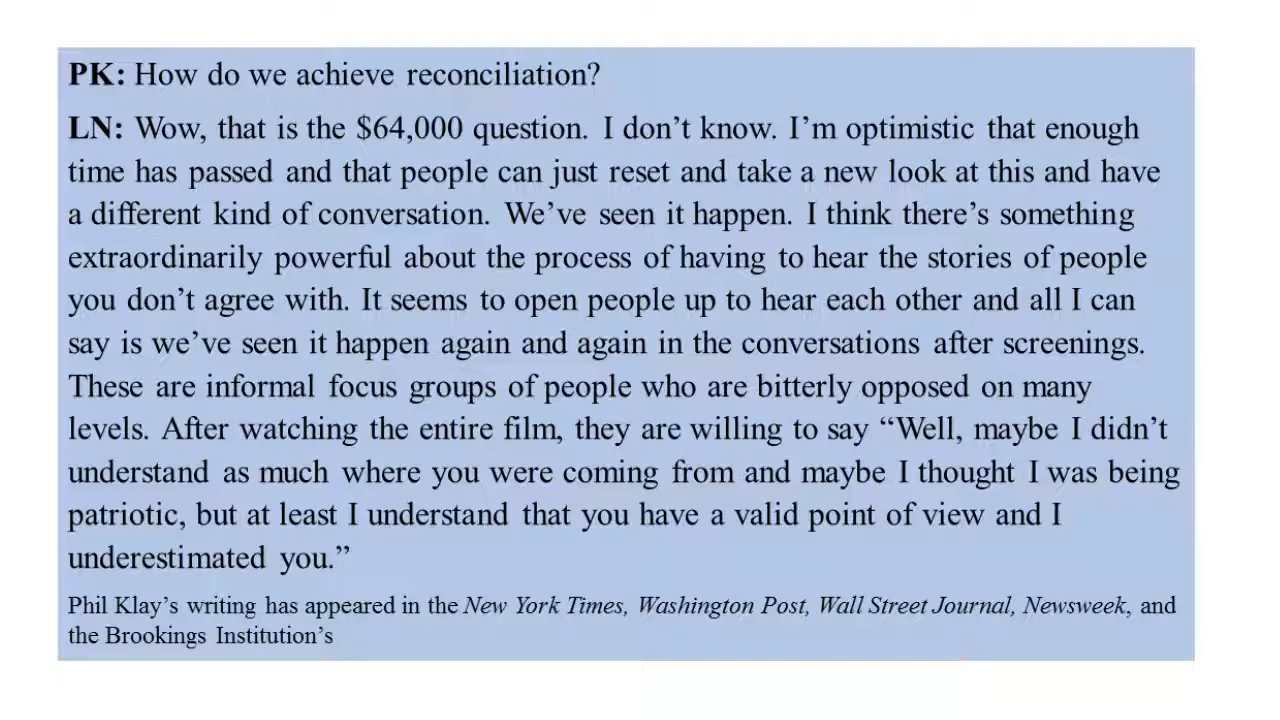 PK: How do we achieve reconciliation?
LN: Wow, that is the $64,000 question. I don’t know. I’m optimistic that enough
time has passed and that people can just reset and take a new look at this and have
a different kind of conversation. We’ve seen it happen. I think there’s something
extraordinarily powerful about the process of having to hear the stories of people
you don’t agree with. It seems to open people up to hear each other and all I can
say is we’ve seen it happen again and again in the conversations after screenings.
These are informal focus groups of people who are bitterly opposed on many
levels. After watching the entire film, they are willing to say “Well, maybe I didn’t
understand as much where you were coming from and maybe I thought I was being
patriotic, but at least I understand that you have a valid point of view and I
underestimated you.”
Phil Klay’s writing has appeared in the New York Times, Washington Post, Wall Street Journal, Newsweek, and
the Brookings Institution’s